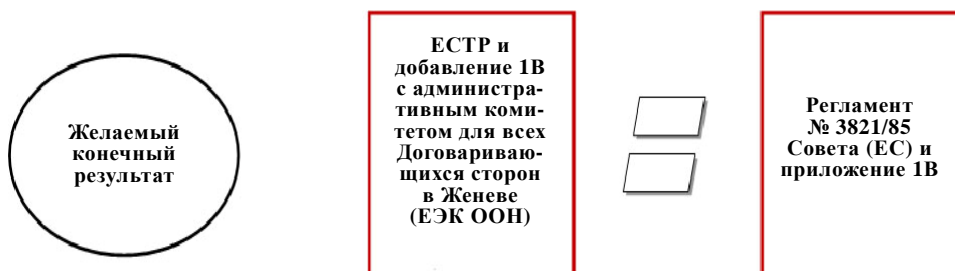 Желаемый
конечный
результат
ЕСТР и
добавление 1В
с администра-
тивным коми-
тетом для всех
Договариваю-
щихся сторон
в Женеве
(ЕЭК ООН)
Регламент
№ 3821/85
Совета (ЕС) и
приложение 1В